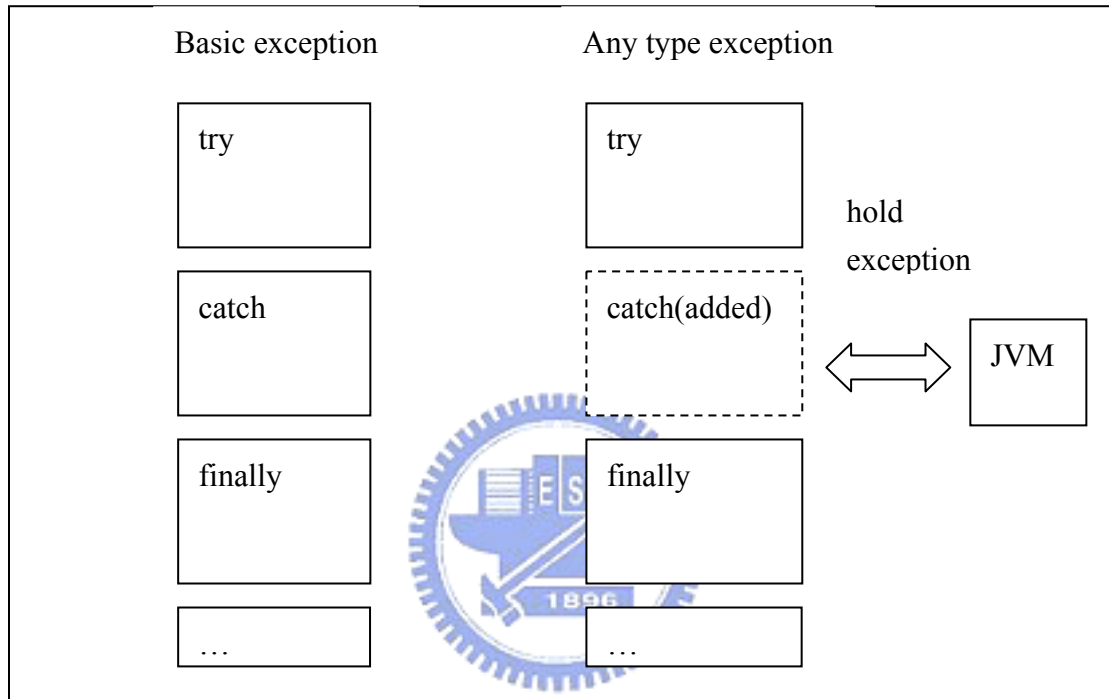 Basic exception
try
catch
finally
…
Any type exception
try
catch(added)
finally
…
hold
exception
JVM
E S
1896